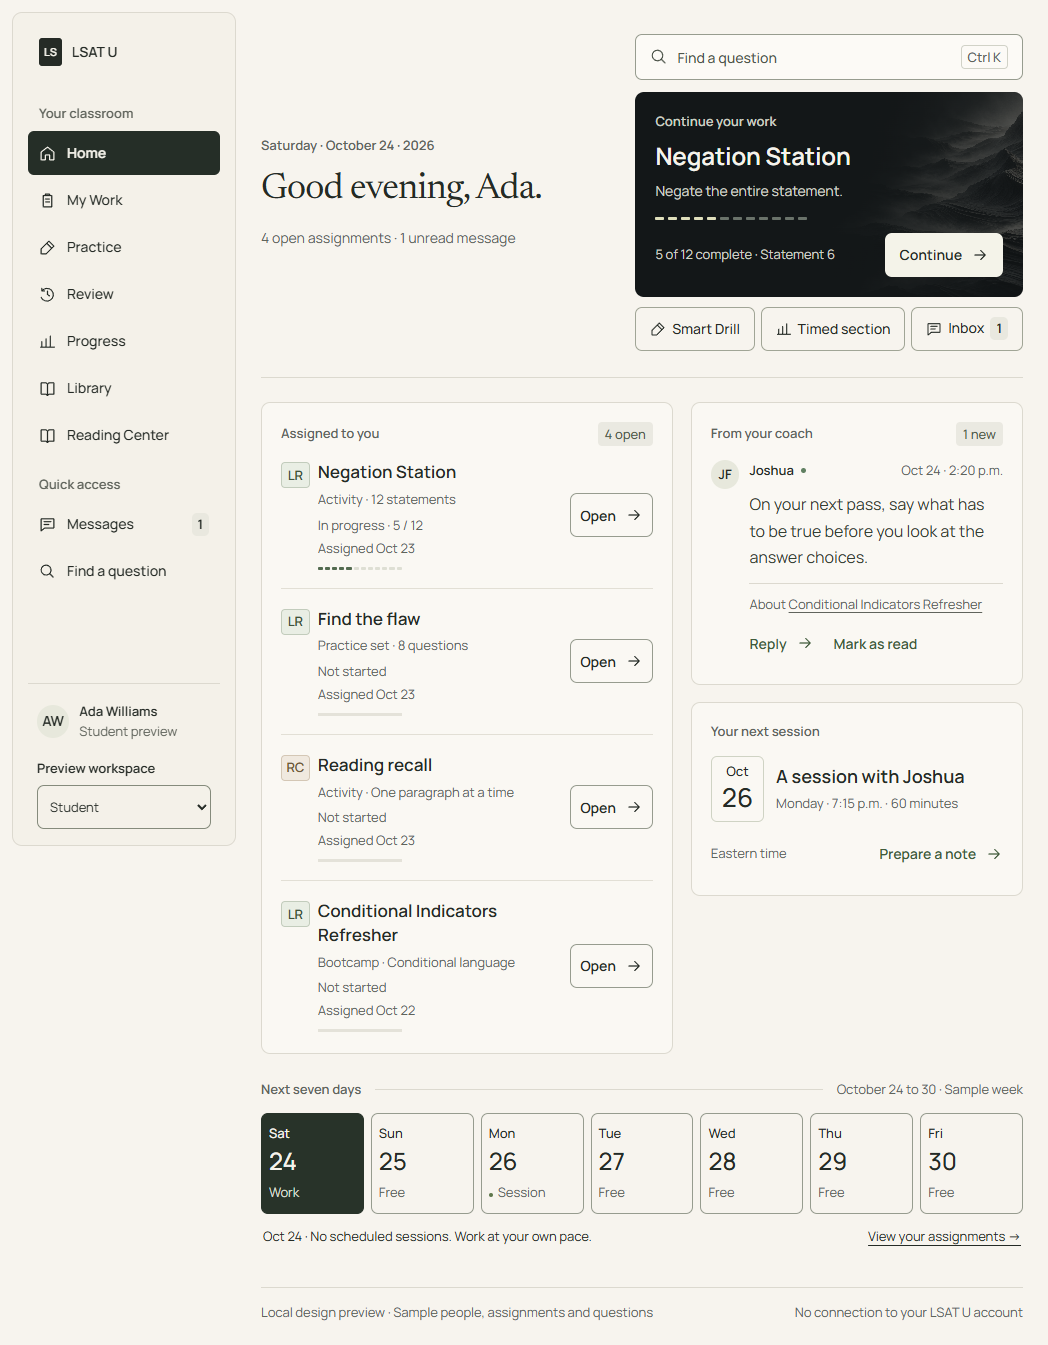 LS LSAT U
Your classroom
Home
My Work
Practice
Review
Progress
Library
Reading Center
Quick access
Messages 1
Find a question
AW Ada Williams
Student preview
Preview workspace
Student
Saturday · October 24 · 2026
Good evening, Ada.
4 open assignments · 1 unread message
Find a question Ctrl K
Continue your work
Negation Station
Negate the entire statement.
5 of 12 complete · Statement 6
Continue →
Smart Drill
Timed section
Inbox 1
Assigned to you 4 open
LR Negation Station
Activity · 12 statements
In progress · 5 / 12
Assigned Oct 23
Open →
LR Find the flaw
Practice set · 8 questions
Not started
Assigned Oct 23
Open →
RC Reading recall
Activity · One paragraph at a time
Not started
Assigned Oct 23
Open →
LR Conditional Indicators
Refresher
Bootcamp · Conditional language
Not started
Assigned Oct 22
Open →
From your coach 1 new
JF Joshua Oct 24 · 2:20 p.m.
On your next pass, say what has
to be true before you look at the
answer choices.
About Conditional Indicators Refresher
Reply → Mark as read
Your next session
Oct
26
A session with Joshua
Monday · 7:15 p.m. · 60 minutes
Eastern time Prepare a note →
Next seven days October 24 to 30 · Sample week
Sat
24
Work
Sun
25
Free
Mon
26
Session
Tue
27
Free
Wed
28
Free
Thu
29
Free
Fri
30
Free
Oct 24 · No scheduled sessions. Work at your own pace. View your assignments →
Local design preview · Sample people, assignments and questions No connection to your LSAT U account